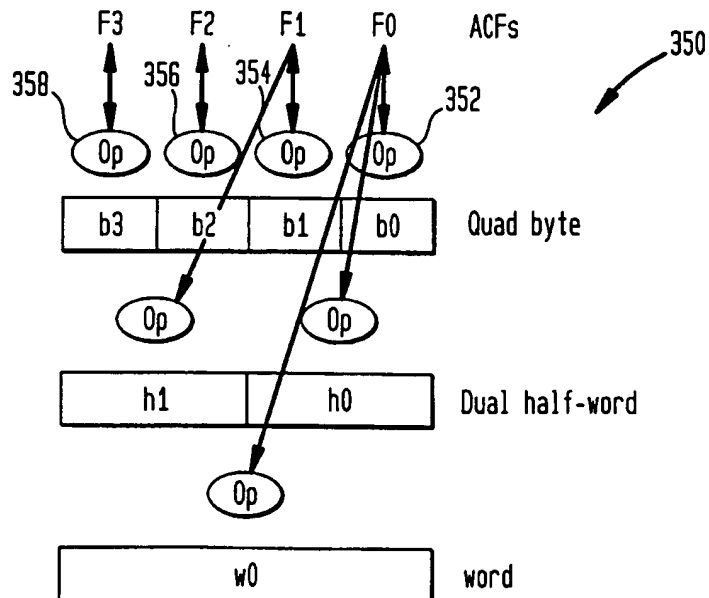 F3 F2 F1 F0 ACFs
350
358 356 354 352
Op Op Op Op
b3 b2 b1 b0 Quad byte
Op Op
h1 h0 Dual half-word
Op
w0 word